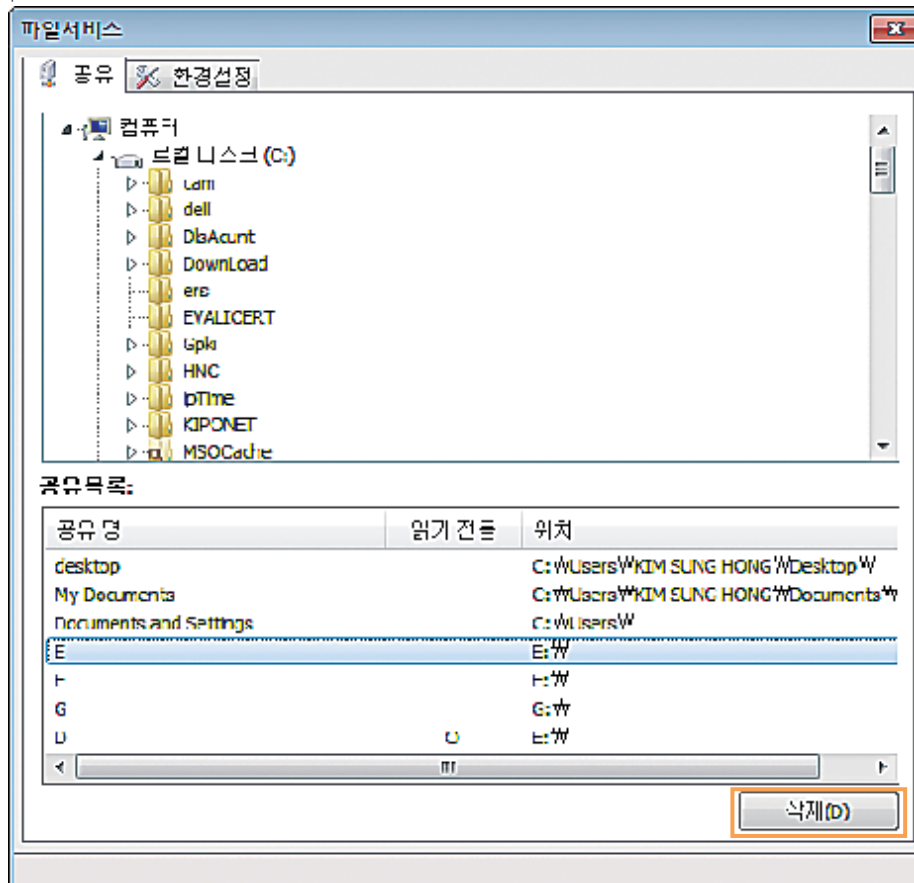 파일서비스
공유 환경설정
컴퓨터
로컬 디스크 (C:)
cam
dell
DlsAcunt
DownLoad
ers
EVALICERT
Gpki
HNC
ipTime
KIPONET
MSOCache
공유목록:
공유 명 읽기 전용 위치
desktop C:\Users\KIM SUNG HONG\Desktop\
My Documents C:\Users\KIM SUNG HONG\Documents\
Documents and Settings C:\Users\
E E:\
F F:\
G G:\
D O E:\
삭제(D)